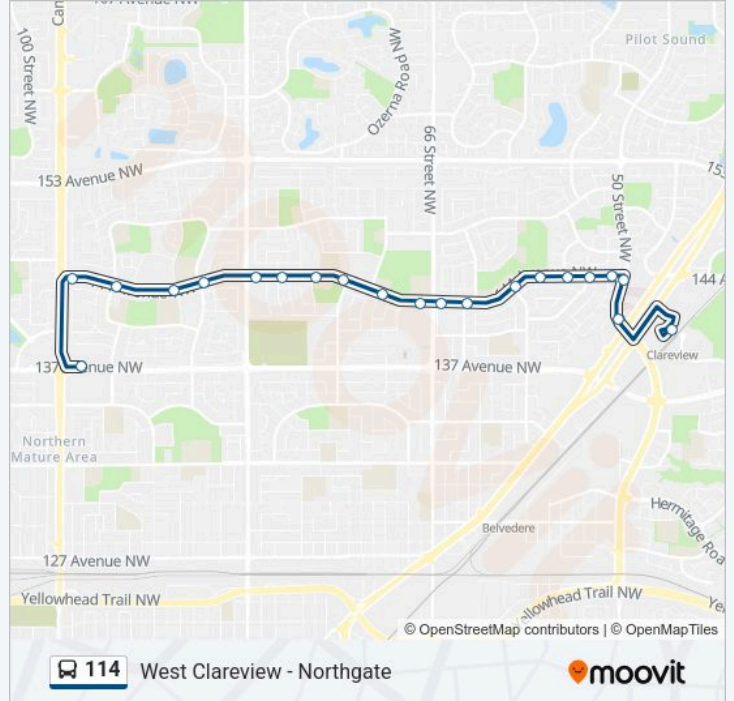 Pilot Sound
100 Street NW
Ozerna Road NW
66 Street NW
153 Avenue NW
50 Street NW
137 Avenue NW
Clareview
Northern
Mature Area
Belvedere
Hermitage Roa
127 Avenue NW
Yellowhead Trail NW
Yellowhead Trail NW
© OpenStreetMap contributors | © OpenMapTiles
114 West Clareview - Northgate
moovit